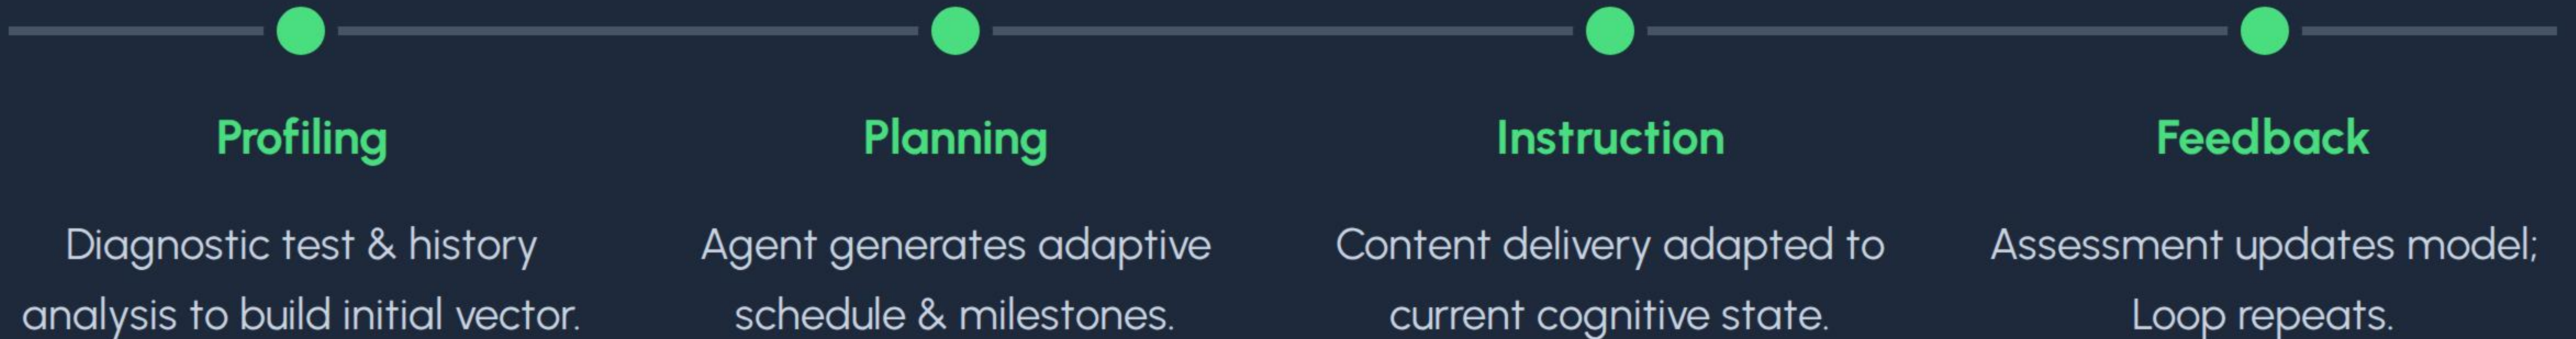 Profiling
Diagnostic test & history
analysis to build initial vector.
Planning
Agent generates adaptive
schedule & milestones.
Instruction
Content delivery adapted to
current cognitive state.
Feedback
Assessment updates model;
Loop repeats.